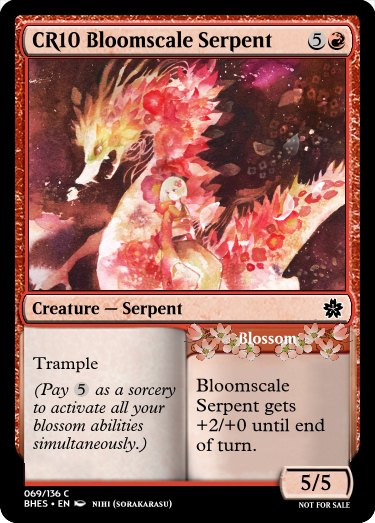 CR10 Bloomscale Serpent 5
Creature — Serpent
Trample
(Pay 5 as a sorcery
to activate all your
blossom abilities
simultaneously.)
Blossom
Bloomscale
Serpent gets
+2/+0 until end
of turn.
5/5
069/136 C
BHES • EN NIHI (SORAKARASU)
NOT FOR SALE